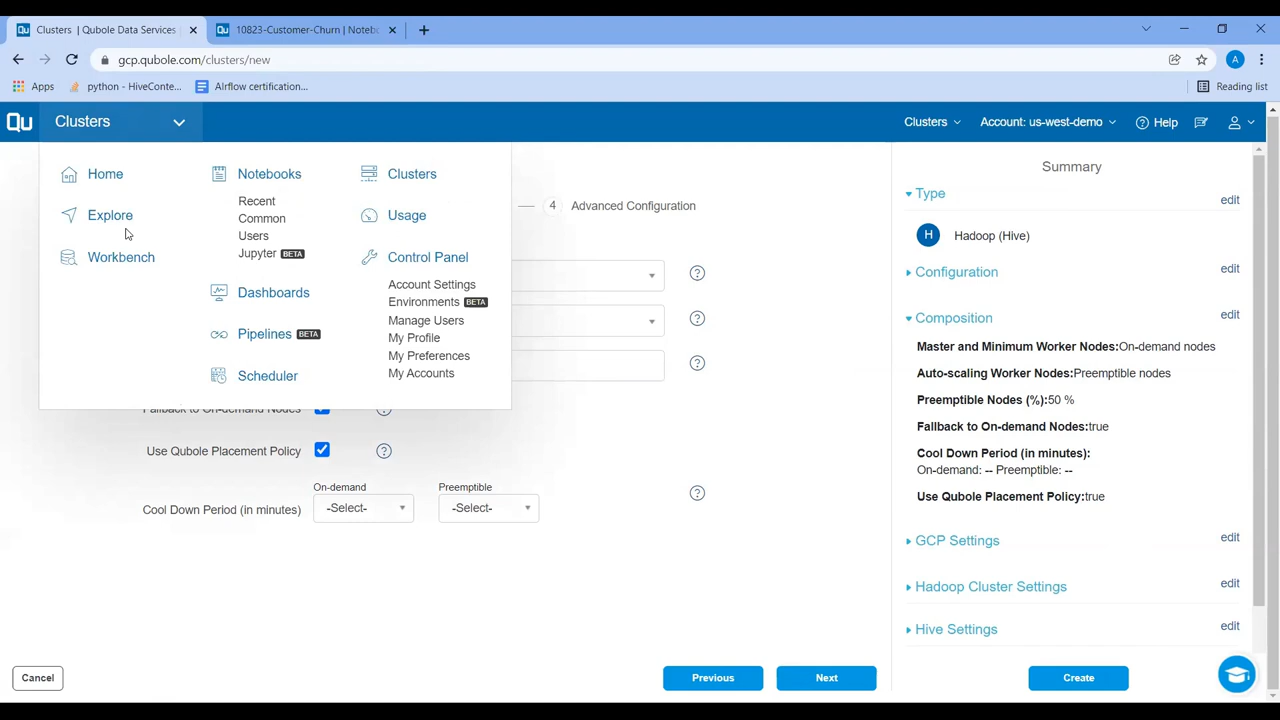 Clusters | Qubole Data Services
10823-Customer-Churn | Noteb
gcp.qubole.com/clusters/new
A
Apps
python - HiveConte...
Airflow certification...
Reading list
Qu
Clusters
Clusters
Account: us-west-demo
Help
Home
Explore
Workbench
Notebooks
Recent
Common
Users
Jupyter BETA
Dashboards
Pipelines BETA
Scheduler
Clusters
Usage
Control Panel
Account Settings
Environments BETA
Manage Users
My Profile
My Preferences
My Accounts
4 Advanced Configuration
Fallback to On-demand Nodes
Use Qubole Placement Policy
On-demand
Preemptible
Cool Down Period (in minutes)
-Select-
-Select-
Cancel
Previous
Next
Summary
Type
edit
H Hadoop (Hive)
Configuration
edit
Composition
edit
Master and Minimum Worker Nodes:On-demand nodes
Auto-scaling Worker Nodes:Preemptible nodes
Preemptible Nodes (%):50 %
Fallback to On-demand Nodes:true
Cool Down Period (in minutes):
On-demand: -- Preemptible: --
Use Qubole Placement Policy:true
GCP Settings
edit
Hadoop Cluster Settings
edit
Hive Settings
edit
Create